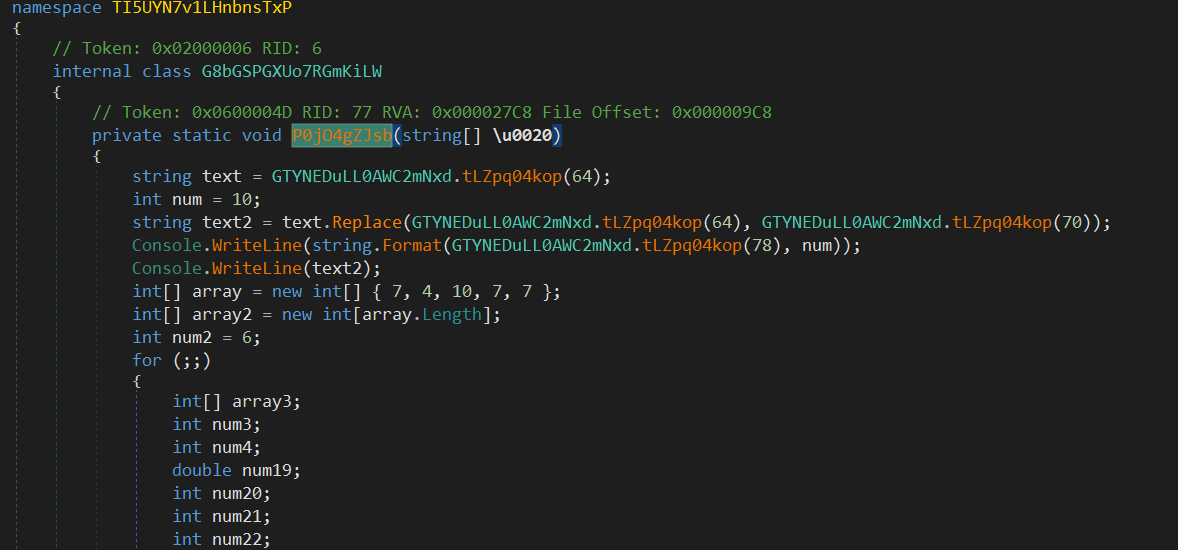 namespace TI5UYN7v1LHnbnsTxP
{
// Token: 0x02000006 RID: 6
internal class G8bGSPGXUo7RGmKiLW
{
// Token: 0x0600004D RID: 77 RVA: 0x000027C8 File Offset: 0x000009C8
private static void P0jO4gZJsb(string[] \u0020)
{
string text = GTYNEDuLL0AWC2mNxd.tLZpq04kop(64);
int num = 10;
string text2 = text.Replace(GTYNEDuLL0AWC2mNxd.tLZpq04kop(64), GTYNEDuLL0AWC2mNxd.tLZpq04kop(70));
Console.WriteLine(string.Format(GTYNEDuLL0AWC2mNxd.tLZpq04kop(78), num));
Console.WriteLine(text2);
int[] array = new int[] { 7, 4, 10, 7, 7 };
int[] array2 = new int[array.Length];
int num2 = 6;
for (;;)
{
int[] array3;
int num3;
int num4;
double num19;
int num20;
int num21;
int num22;